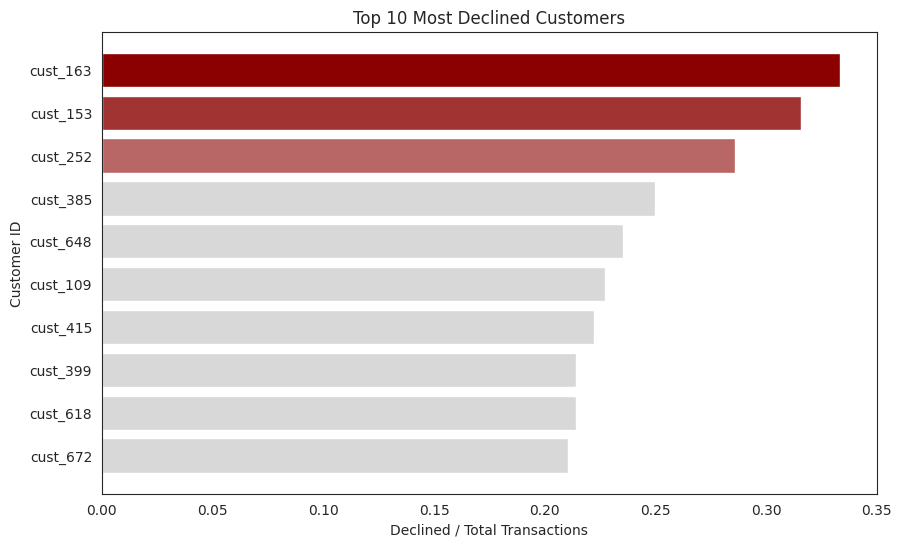 Top 10 Most Declined Customers
Customer ID
cust_163
cust_153
cust_252
cust_385
cust_648
cust_109
cust_415
cust_399
cust_618
cust_672
0.00 0.05 0.10 0.15 0.20 0.25 0.30 0.35
Declined / Total Transactions